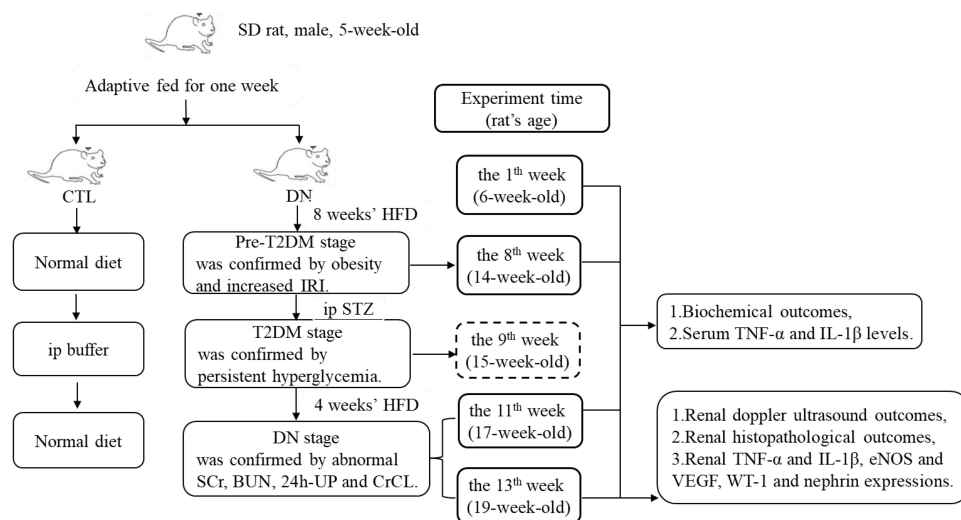 SD rat, male, 5-week-old
Adaptive fed for one week
Experiment time
(rat's age)
CTL
DN
8 weeks' HFD
the 1th week
(6-week-old)
Normal diet
Pre-T2DM stage
was confirmed by obesity
and increased IRI.
the 8th week
(14-week-old)
ip STZ
ip buffer
T2DM stage
was confirmed by
persistent hyperglycemia.
the 9th week
(15-week-old)
1.Biochemical outcomes,
2.Serum TNF-α and IL-1β levels.
4 weeks' HFD
Normal diet
DN stage
was confirmed by abnormal
SCr, BUN, 24h-UP and CrCL.
the 11th week
(17-week-old)
the 13th week
(19-week-old)
1.Renal doppler ultrasound outcomes,
2.Renal histopathological outcomes,
3.Renal TNF-α and IL-1β, eNOS and
VEGF, WT-1 and nephrin expressions.